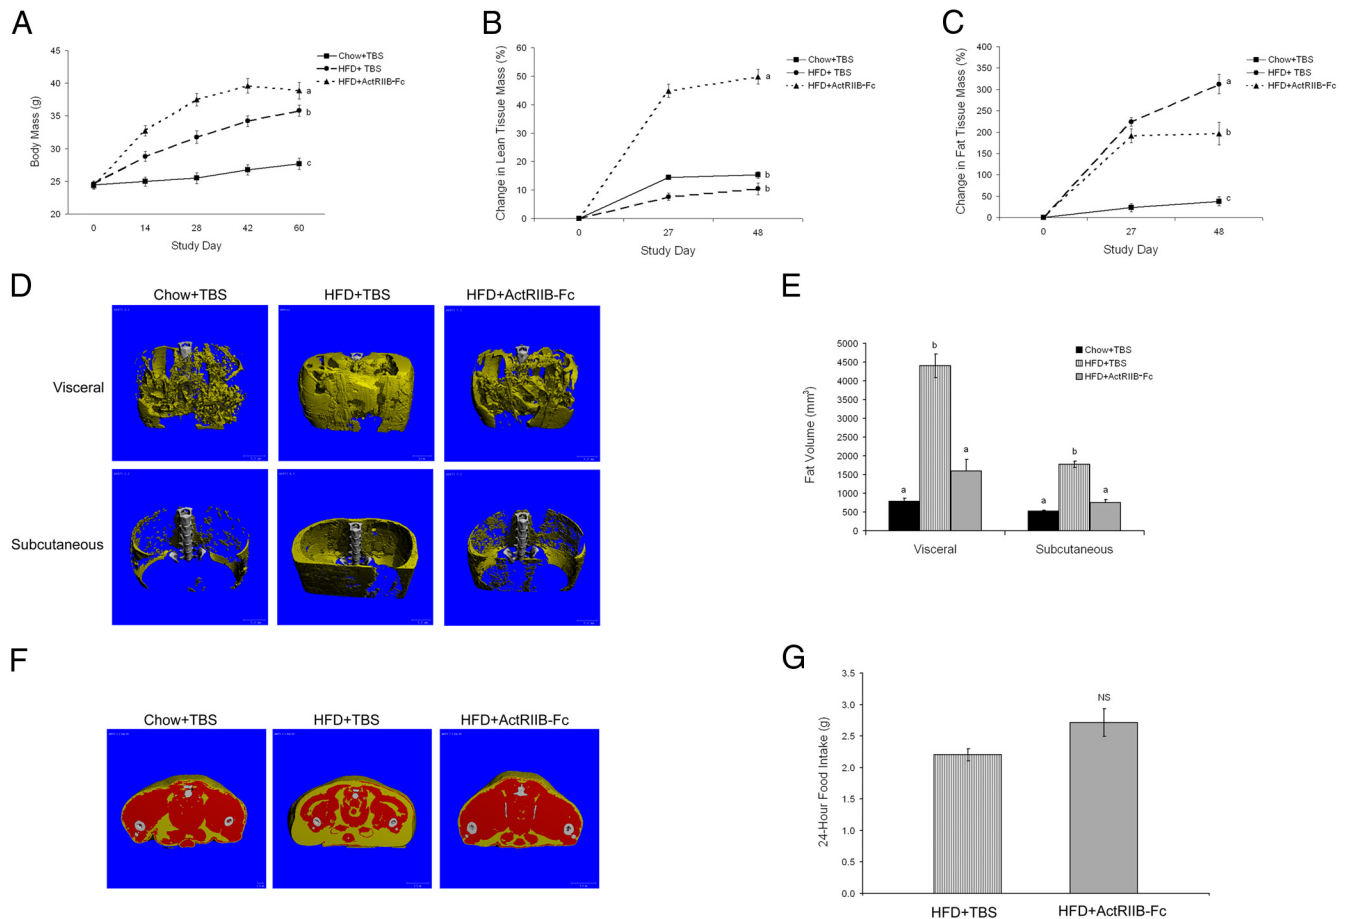 A
Body Mass (g)
45
40
35
30
25
20
0 14 28 42 60
Study Day
Chow+TBS
HFD+ TBS
HFD+ActRIIB-Fc
a
b
c
B
Change in Lean Tissue Mass (%)
60
50
40
30
20
10
0
0 27 48
Study Day
Chow+TBS
HFD+ TBS
HFD+ActRIIB-Fc
a
b
b
C
Change in Fat Tissue Mass (%)
400
350
300
250
200
150
100
50
0
0 27 48
Study Day
Chow+TBS
HFD+ TBS
HFD+ActRIIB-Fc
a
b
c
D
Chow+TBS HFD+TBS HFD+ActRIIB-Fc
Visceral
Subcutaneous
E
Fat Volume (mm³)
5000
4500
4000
3500
3000
2500
2000
1500
1000
500
0
a b a a b a
Visceral Subcutaneous
Chow+TBS
HFD+TBS
HFD+ActRIIB-Fc
F
Chow+TBS HFD+TBS HFD+ActRIIB-Fc
G
24-Hour Food Intake (g)
3.5
3.0
2.5
2.0
1.5
1.0
0.5
0.0
NS
HFD+TBS HFD+ActRIIB-Fc